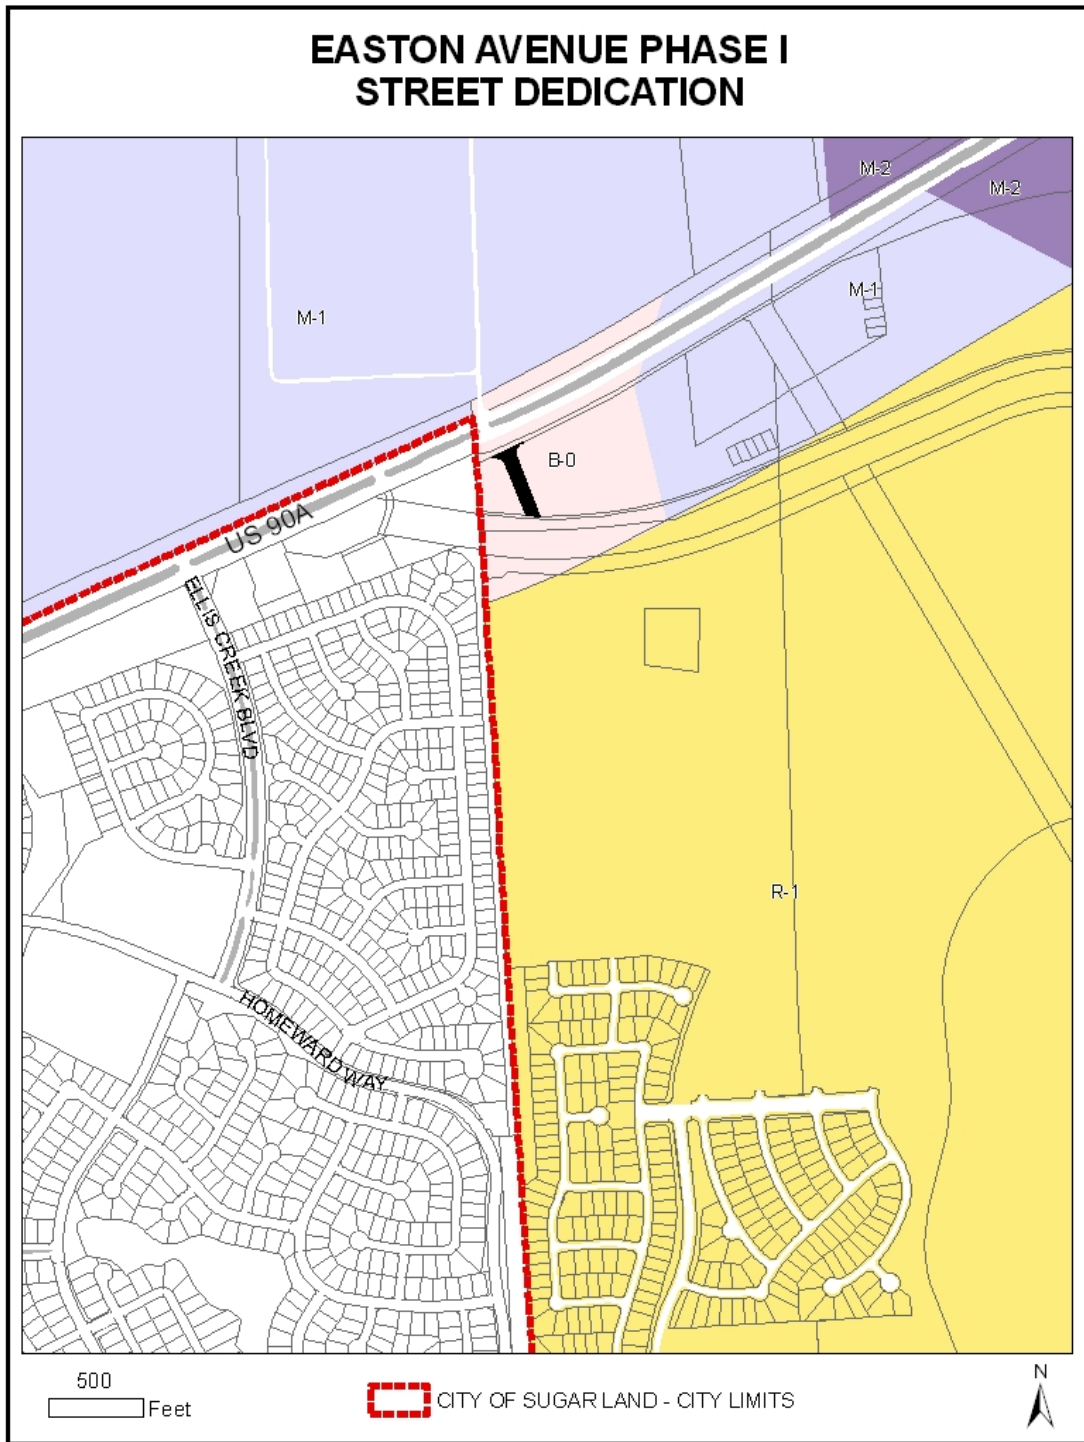 EASTON AVENUE PHASE I
STREET DEDICATION
M-2
M-2
M-1
M-1
B-0
US 90A
ELLIS CREEK BLVD
R-1
HOMEWARD WAY
500
Feet
CITY OF SUGAR LAND - CITY LIMITS
N